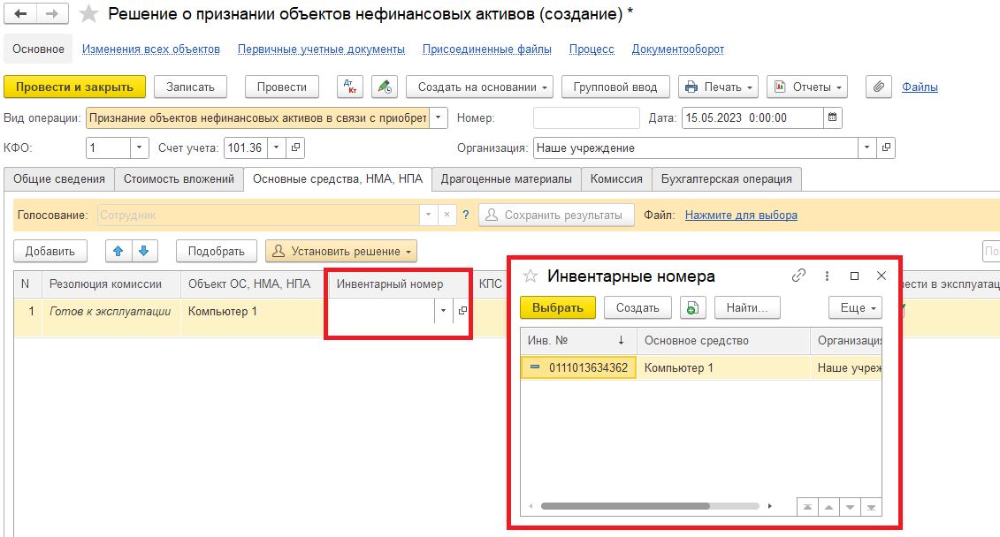 Решение о признании объектов нефинансовых активов (создание) *
Основное Изменения всех объектов Первичные учетные документы Присоединенные файлы Процесс Документооборот
Провести и закрыть Записать Провести Дт Кт Создать на основании Групповой ввод Печать Отчеты Файлы
Вид операции: Признание объектов нефинансовых активов в связи с приобрет Номер: Дата: 15.05.2023 0:00:00
КФО: 1 Счет учета: 101.36 Организация: Наше учреждение
Общие сведения Стоимость вложений Основные средства, НМА, НПА Драгоценные материалы Комиссия Бухгалтерская операция
Голосование: Сотрудник ? Сохранить результаты Файл: Нажмите для выбора
Добавить Подобрать Установить решение По
N Резолюция комиссии Объект ОС, НМА, НПА Инвентарный номер КПС вести в эксплуатац
1 Готов к эксплуатации Компьютер 1
Инвентарные номера
Выбрать Создать Найти... Еще
Инв. № ↓ Основное средство Организаци
0111013634362 Компьютер 1 Наше учреж